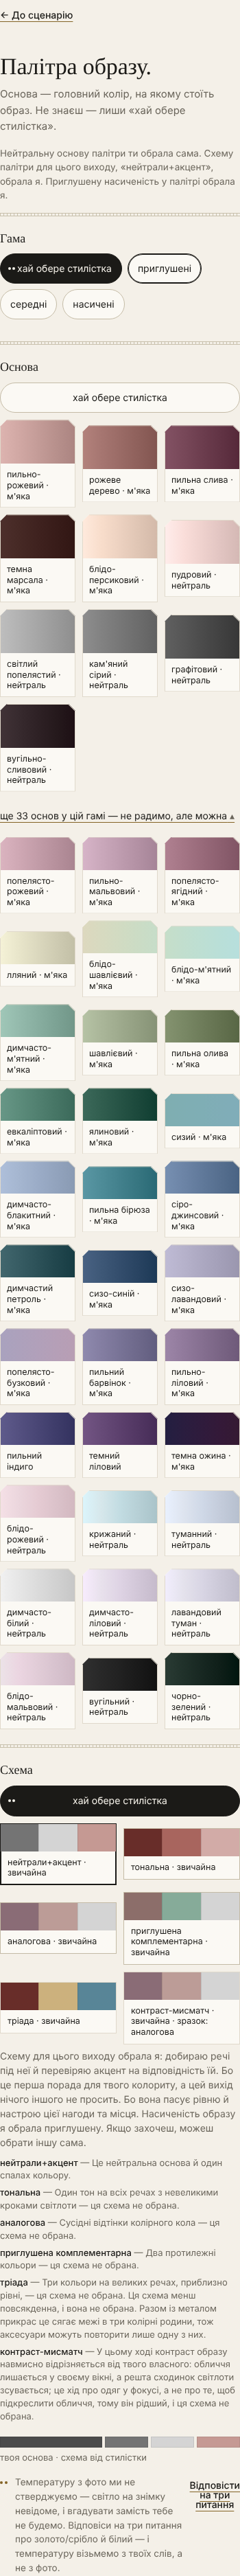 ← До сценарію
Палітра образу.
Основа — головний колір, на якому стоїть
образ. Не знаєш — лиши «хай обере
стилістка».
Нейтральну основу палітри ти обрала сама. Схему
палітри для цього виходу, «нейтрали+акцент»,
обрала я. Приглушену насиченість у палітрі обрала
я.
Гама
•• хай обере стилістка
приглушені
середні
насичені
Основа
хай обере стилістка
пильно-
рожевий ·
м'яка
рожеве
дерево · м'яка
пильна слива ·
м'яка
темна
марсала ·
м'яка
блідо-
персиковий ·
м'яка
пудровий ·
нейтраль
світлий
попелястий ·
нейтраль
кам'яний
сірий ·
нейтраль
графітовий ·
нейтраль
вугільно-
сливовий ·
нейтраль
ще 33 основ у цій гамі — не радимо, але можна ▲
попелясто-
рожевий ·
м'яка
пильно-
мальвовий ·
м'яка
попелясто-
ягідний ·
м'яка
лляний · м'яка
блідо-
шавлієвий ·
м'яка
блідо-м'ятний
· м'яка
димчасто-
м'ятний ·
м'яка
шавлієвий ·
м'яка
пильна олива
· м'яка
евкаліптовий ·
м'яка
ялиновий ·
м'яка
сизий · м'яка
димчасто-
блакитний ·
м'яка
пильна бірюза
· м'яка
сіро-
джинсовий ·
м'яка
димчастий
петроль ·
м'яка
сизо-синій ·
м'яка
сизо-
лавандовий ·
м'яка
попелясто-
бузковий ·
м'яка
пильний
барвінок ·
м'яка
пильно-
ліловий ·
м'яка
пильний
індиго
темний
ліловий
темна ожина ·
м'яка
блідо-
рожевий ·
нейтраль
крижаний ·
нейтраль
туманний ·
нейтраль
димчасто-
білий ·
нейтраль
димчасто-
ліловий ·
нейтраль
лавандовий
туман ·
нейтраль
блідо-
мальвовий ·
нейтраль
вугільний ·
нейтраль
чорно-
зелений ·
нейтраль
Схема
•• хай обере стилістка
нейтрали+акцент ·
звичайна
тональна · звичайна
аналогова · звичайна
приглушена
комплементарна ·
звичайна
тріада · звичайна
контраст-мисматч ·
звичайна · зразок:
аналогова
Схему для цього виходу обрала я: добираю речі
під неї й перевіряю акцент на відповідність їй. Бо
це перша порада для твого колориту, а цей вихід
нічого іншого не просить. Бо вона пасує рівню й
настрою цієї нагоди та місця. Насиченість образу
я обрала приглушену. Якщо захочеш, можеш
обрати іншу сама.
нейтрали+акцент — Це нейтральна основа й один
спалах кольору.
тональна — Один тон на всіх речах з невеликими
кроками світлоти — ця схема не обрана.
аналогова — Сусідні відтінки колірного кола — ця
схема не обрана.
приглушена комплементарна — Два протилежні
кольори — ця схема не обрана.
тріада — Три кольори на великих речах, приблизно
рівні, — ця схема не обрана. Ця схема менш
повсякденна, і вона не обрана. Разом із металом
прикрас це сягає межі в три колірні родини, тож
аксесуари можуть повторити лише одну з них.
контраст-мисматч — У цьому ході контраст образу
навмисно відрізняється від твого власного: обличчя
лишається у своєму вікні, а решта сходинок світлоти
зсувається; це хід про одяг у фокусі, а не про те, щоб
підкреслити обличчя, тому він рідший, і ця схема не
обрана.
твоя основа · схема від стилістки
•• Температуру з фото ми не
стверджуємо — світло на знімку
невідоме, і вгадувати замість тебе
не будемо. Відповіси на три питання
про золото/срібло й білий — і
температуру візьмемо з твоїх слів, а
не з фото.
Відповісти
на три
питання